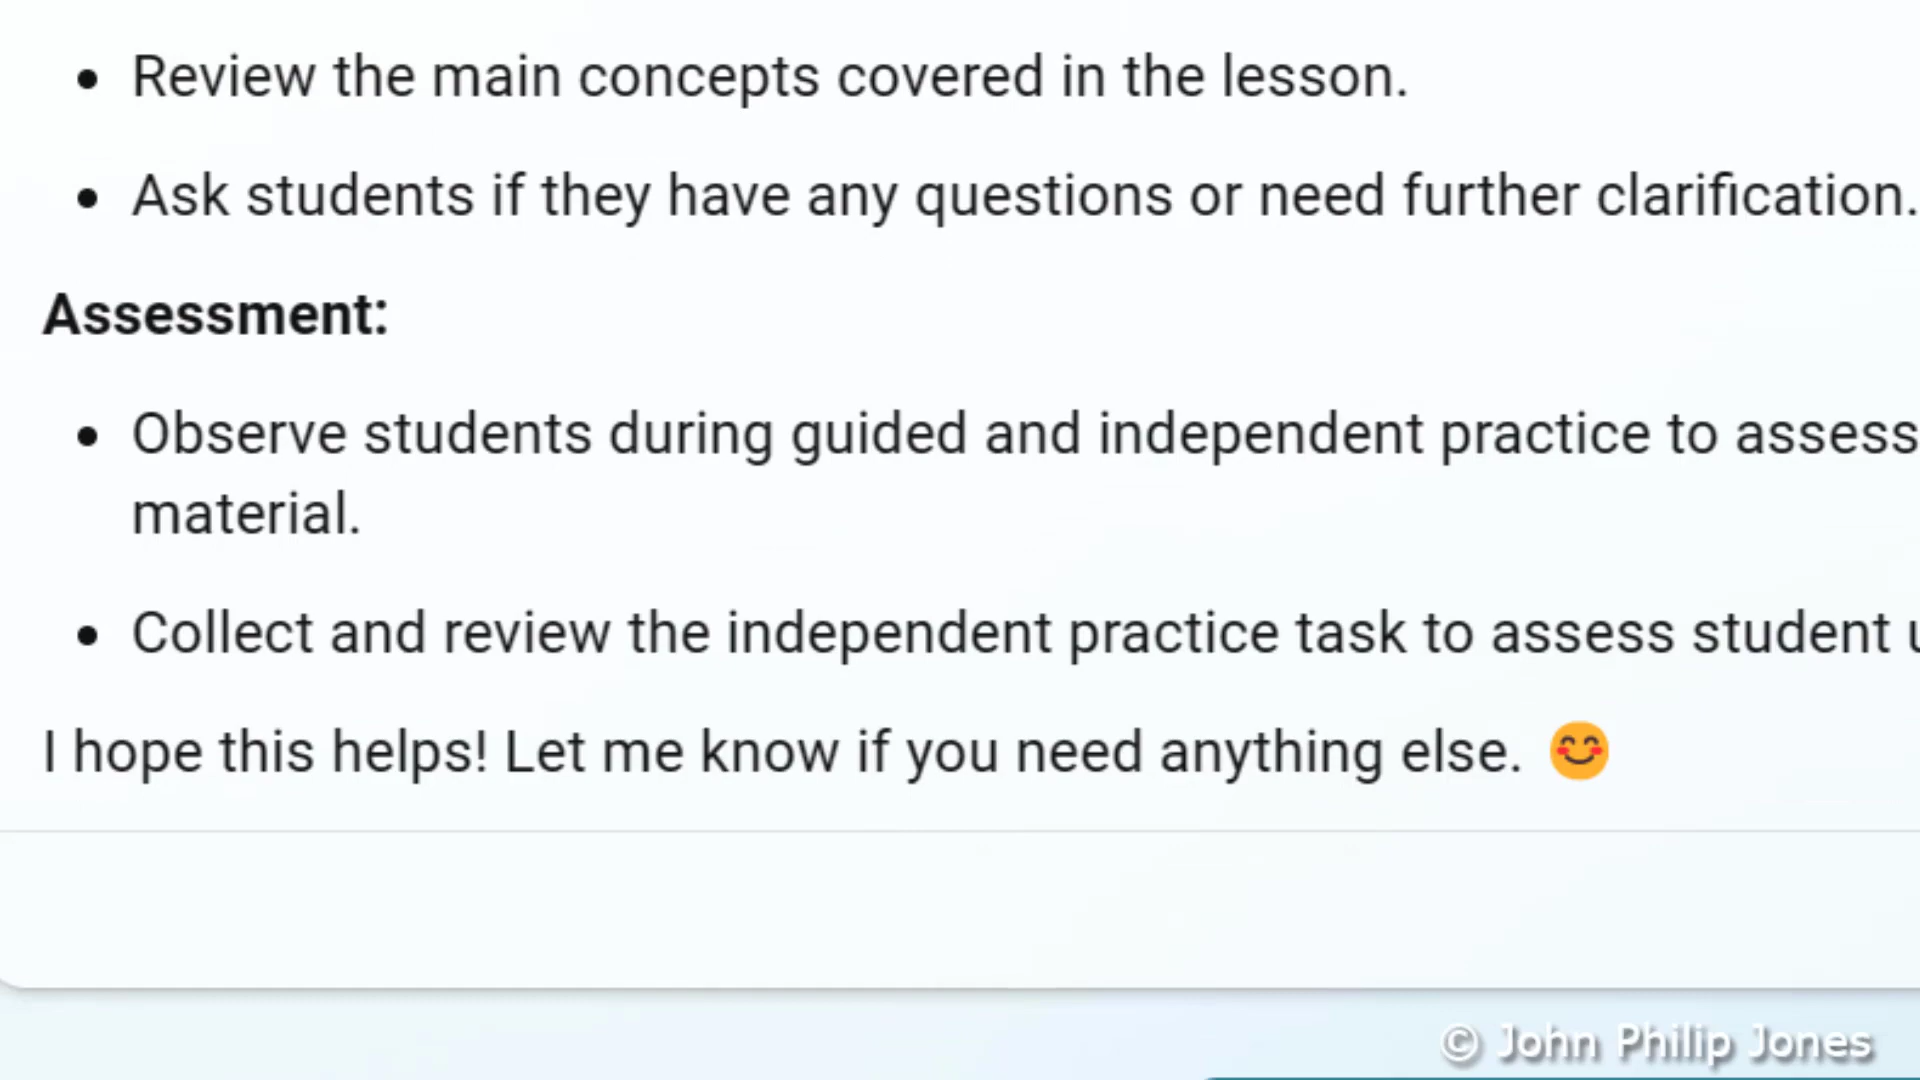 • Review the main concepts covered in the lesson.
• Ask students if they have any questions or need further clarification.
Assessment:
• Observe students during guided and independent practice to assess
material.
• Collect and review the independent practice task to assess student u
I hope this helps! Let me know if you need anything else. 😊
© John Philip Jones